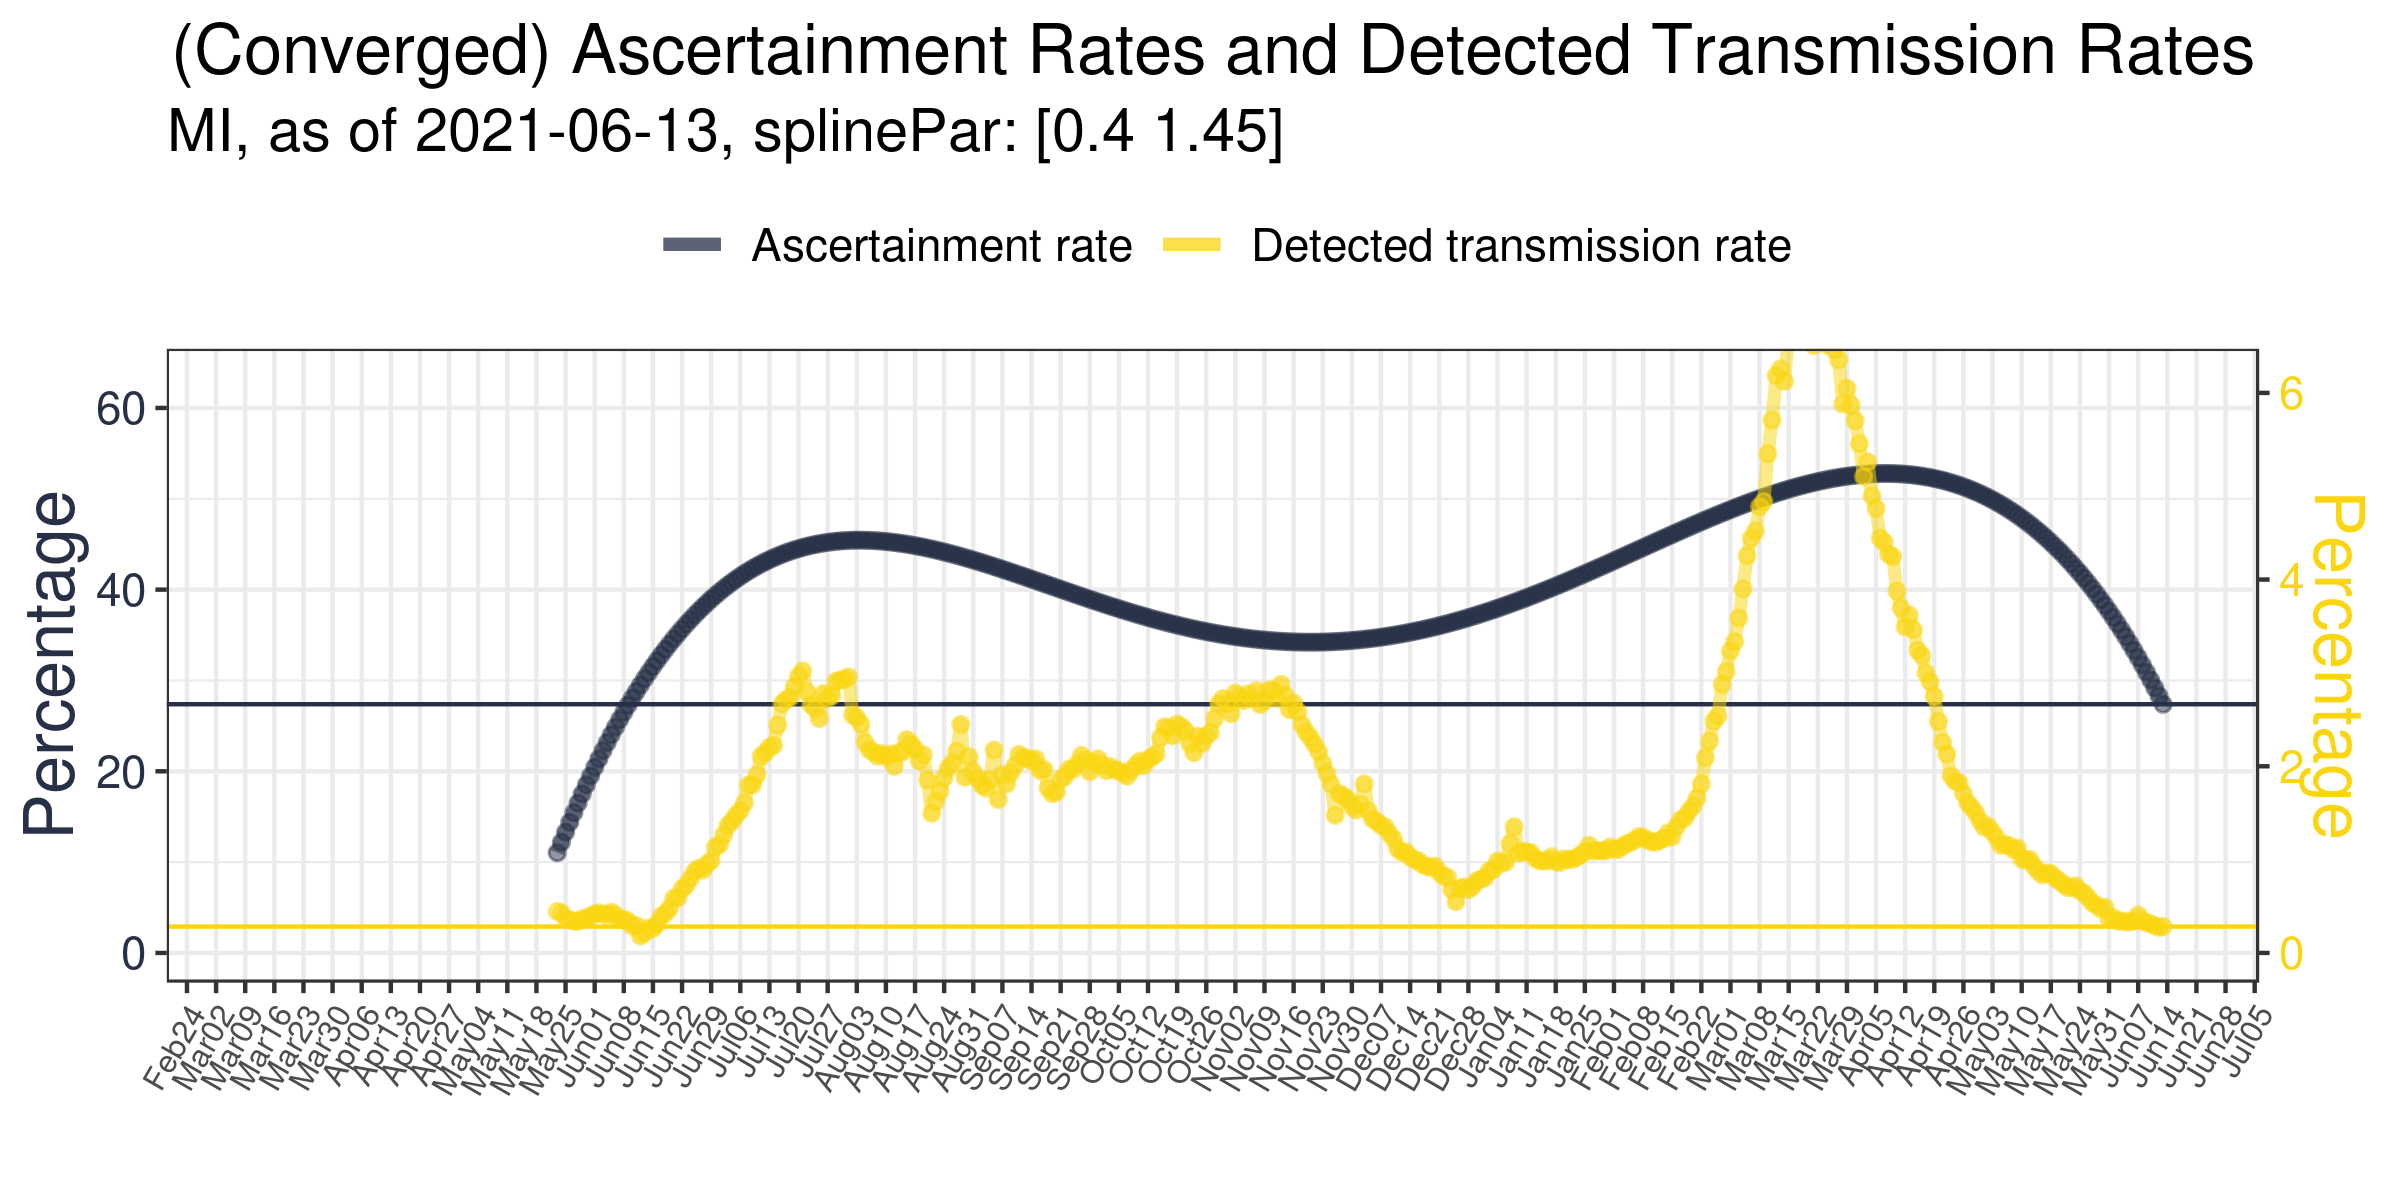 (Converged) Ascertainment Rates and Detected Transmission Rates
MI, as of 2021-06-13, splinePar: [0.4 1.45]
Ascertainment rate
Detected transmission rate
Percentage
60
40
20
0
6
4
2
0
Percentage
Feb24
Mar02
Mar09
Mar16
Mar23
Mar30
Apr06
Apr13
Apr20
Apr27
May04
May11
May18
May25
Jun01
Jun08
Jun15
Jun22
Jun29
Jul06
Jul13
Jul20
Jul27
Aug03
Aug10
Aug17
Aug24
Aug31
Sep07
Sep14
Sep21
Sep28
Oct05
Oct12
Oct19
Oct26
Nov02
Nov09
Nov16
Nov23
Nov30
Dec07
Dec14
Dec21
Dec28
Jan04
Jan11
Jan18
Jan25
Feb01
Feb08
Feb15
Feb22
Mar01
Mar08
Mar15
Mar22
Mar29
Apr05
Apr12
Apr19
Apr26
May03
May10
May17
May24
May31
Jun07
Jun14
Jun21
Jun28
Jul05